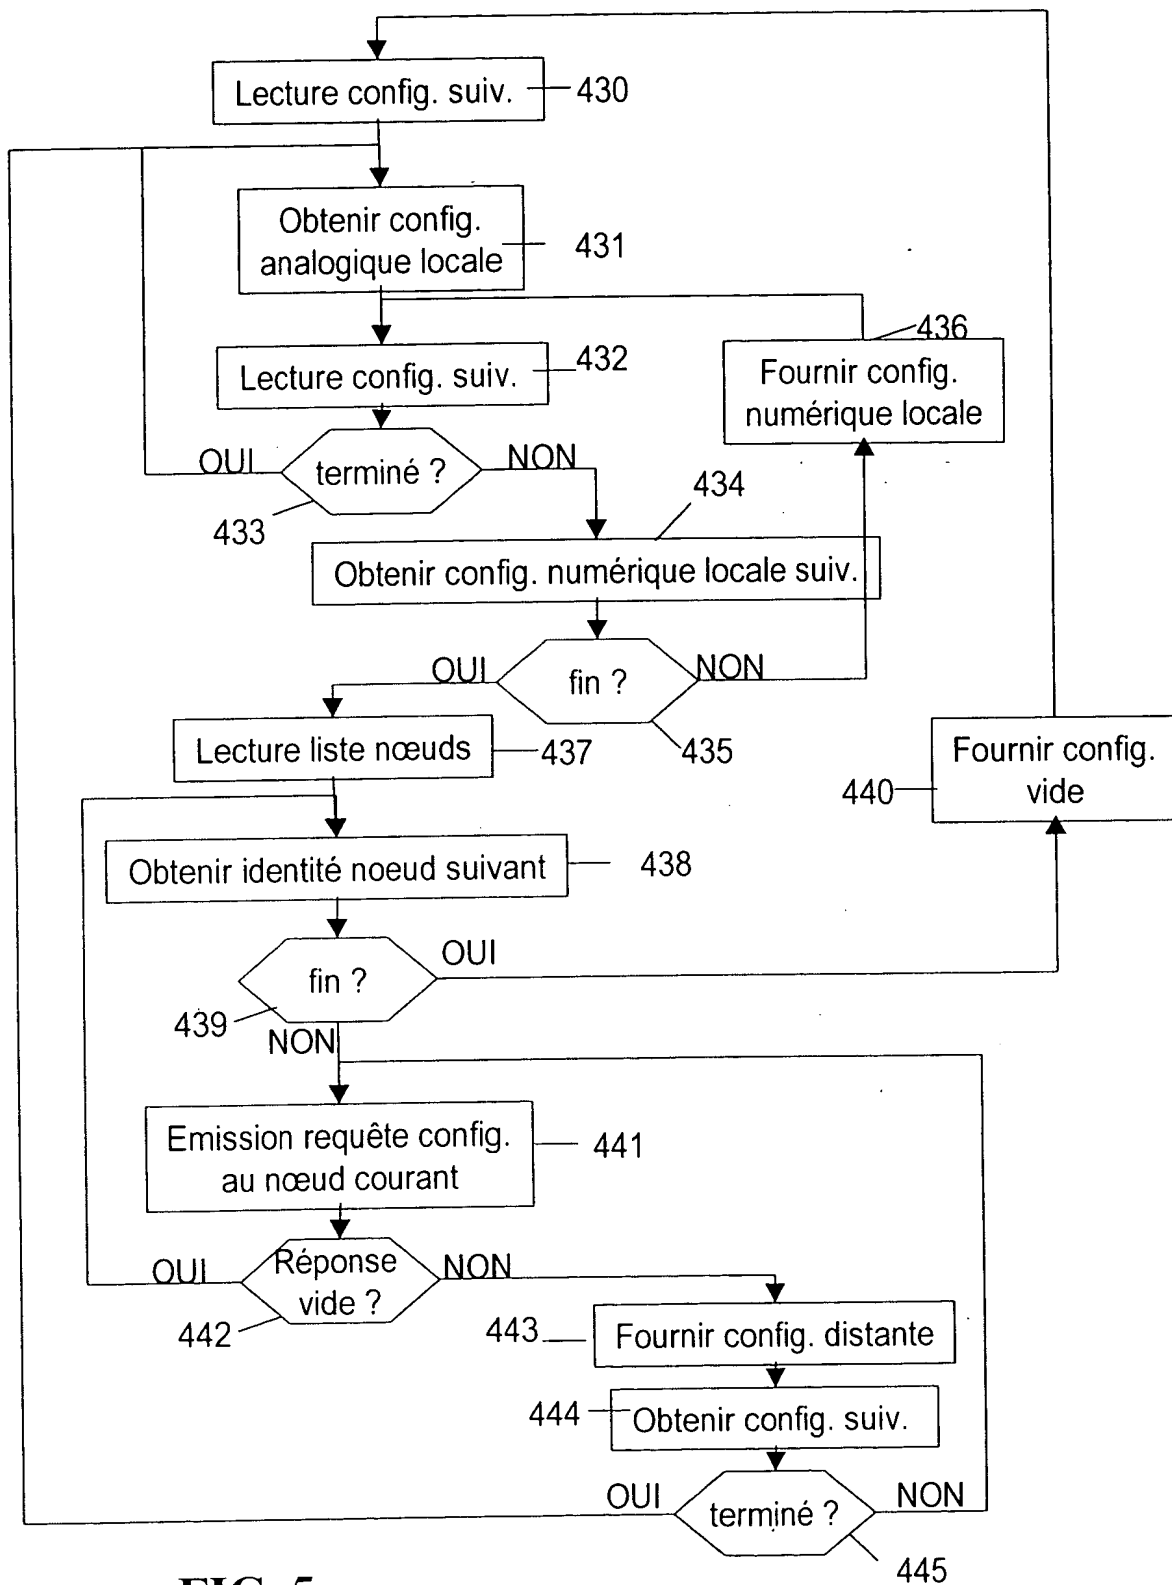 Lecture config. suiv.
430
Obtenir config.
analogique locale
431
436
Lecture config. suiv.
432
Fournir config.
numérique locale
OUI
terminé ?
NON
433
434
Obtenir config. numérique locale suiv.
OUI
fin ?
NON
435
Lecture liste nœuds
437
Fournir config.
vide
440
Obtenir identité noeud suivant
438
fin ?
OUI
439
NON
Emission requête config.
au nœud courant
441
OUI
Réponse
vide ?
NON
442
443
Fournir config. distante
444
Obtenir config. suiv.
OUI
terminé ?
NON
445
FIG. 5